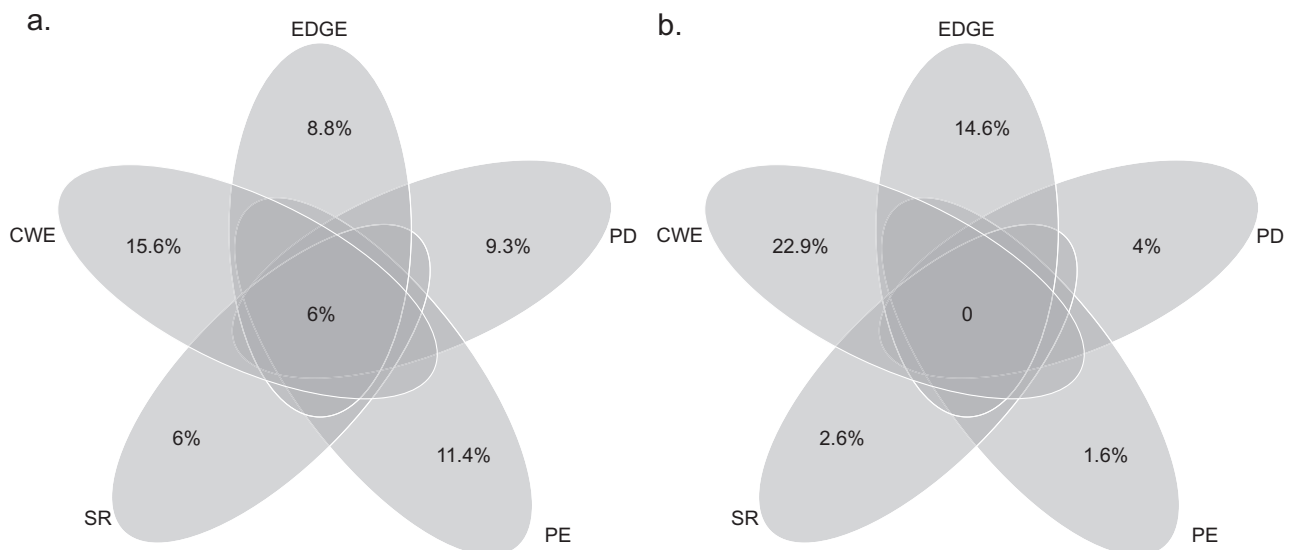 a.
EDGE
8.8%
CWE
15.6%
9.3%
PD
6%
6%
11.4%
SR
PE
b.
EDGE
14.6%
CWE
22.9%
4%
PD
0
2.6%
1.6%
SR
PE